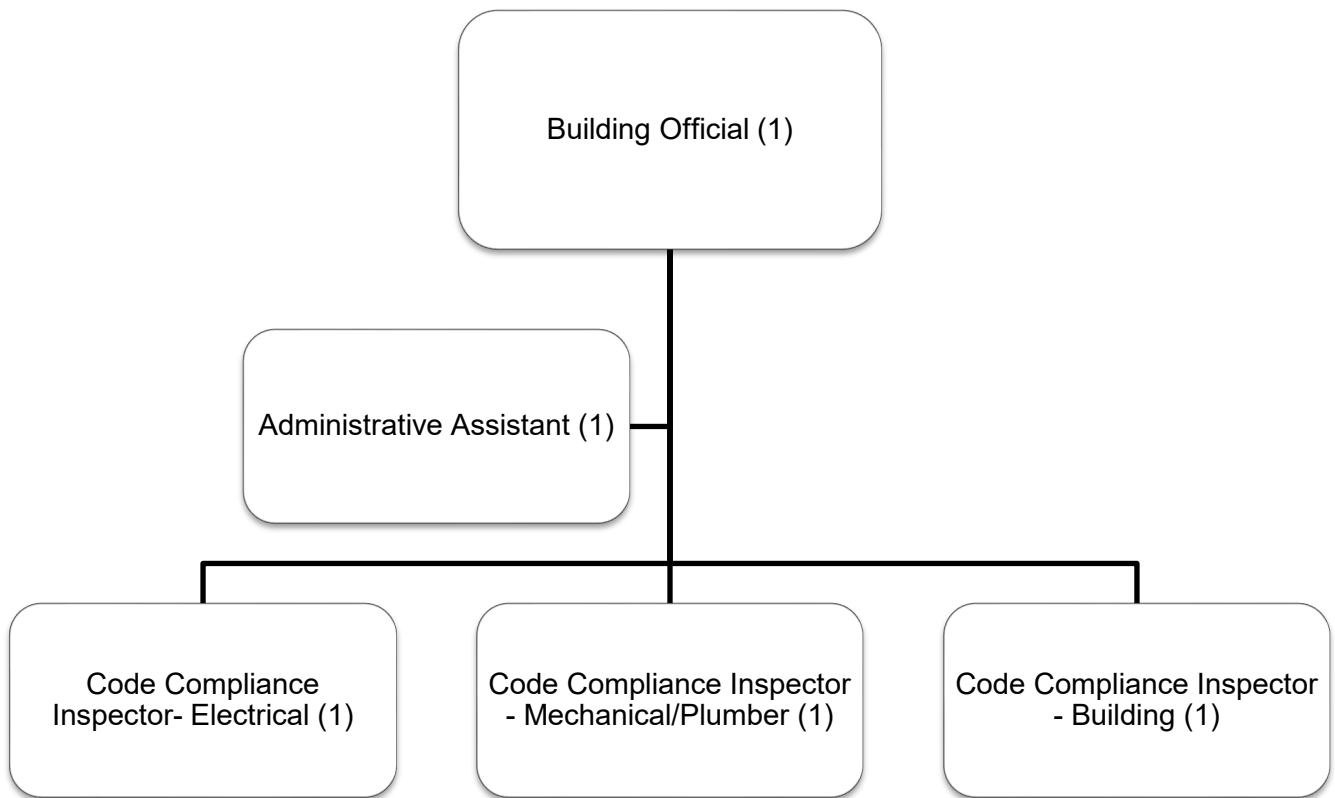 Building Official (1)
Administrative Assistant (1)
Code Compliance
Inspector- Electrical (1)
Code Compliance Inspector
- Mechanical/Plumber (1)
Code Compliance Inspector
- Building (1)